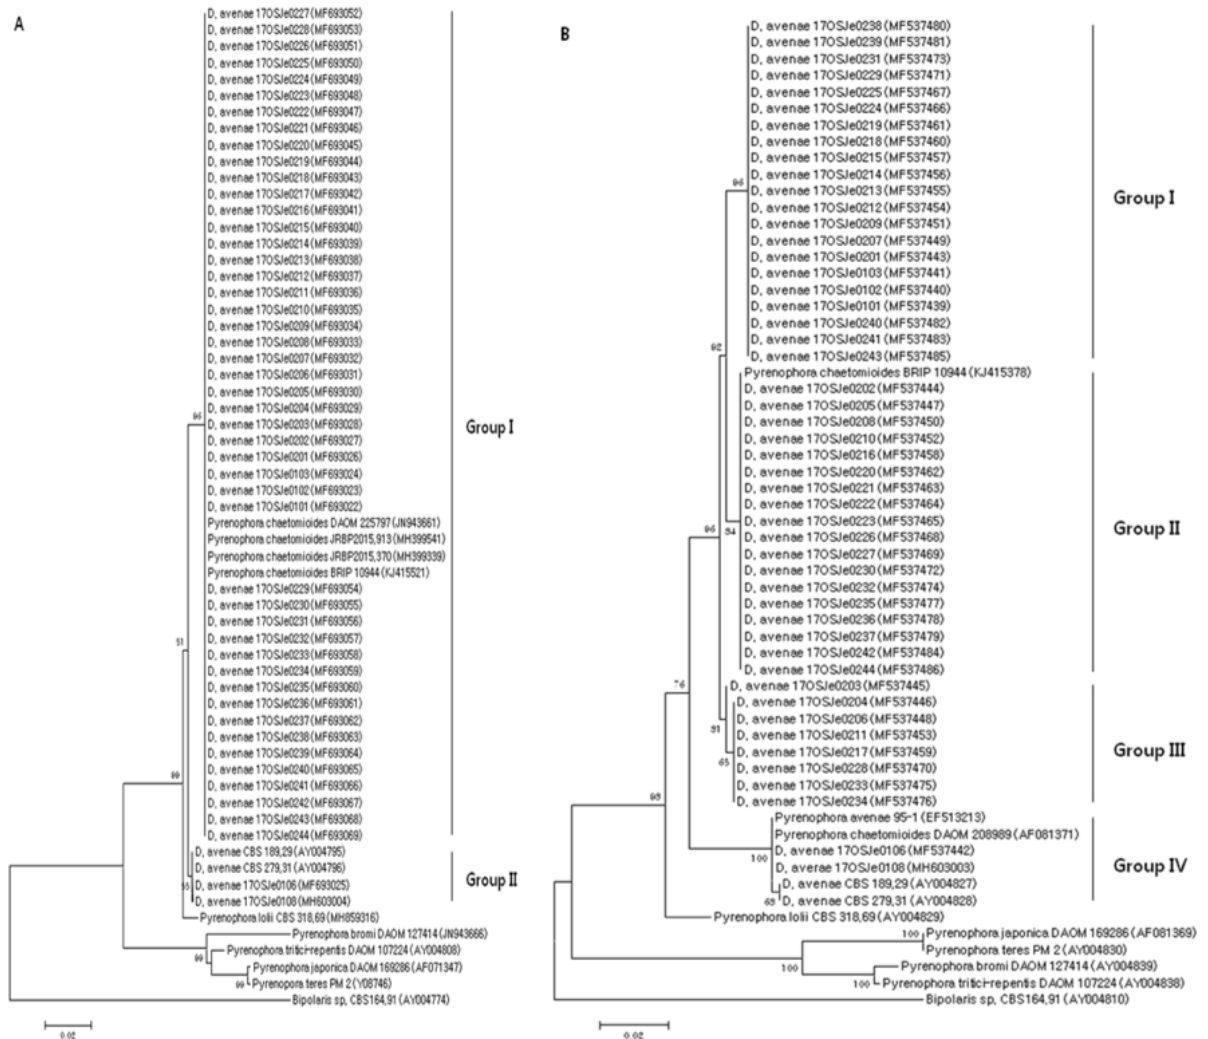 A
D. avenae 17OSJe0227 (MF693052)
D. avenae 17OSJe0228 (MF693053)
D. avenae 17OSJe0226 (MF693051)
D. avenae 17OSJe0225 (MF693050)
D. avenae 17OSJe0224 (MF693049)
D. avenae 17OSJe0223 (MF693048)
D. avenae 17OSJe0222 (MF693047)
D. avenae 17OSJe0221 (MF693046)
D. avenae 17OSJe0220 (MF693045)
D. avenae 17OSJe0219 (MF693044)
D. avenae 17OSJe0218 (MF693043)
D. avenae 17OSJe0217 (MF693042)
D. avenae 17OSJe0216 (MF693041)
D. avenae 17OSJe0215 (MF693040)
D. avenae 17OSJe0214 (MF693039)
D. avenae 17OSJe0213 (MF693038)
D. avenae 17OSJe0212 (MF693037)
D. avenae 17OSJe0211 (MF693036)
D. avenae 17OSJe0210 (MF693035)
D. avenae 17OSJe0209 (MF693034)
D. avenae 17OSJe0208 (MF693033)
D. avenae 17OSJe0207 (MF693032)
D. avenae 17OSJe0206 (MF693031)
D. avenae 17OSJe0205 (MF693030)
D. avenae 17OSJe0204 (MF693029)
D. avenae 17OSJe0203 (MF693028)
D. avenae 17OSJe0202 (MF693027)
D. avenae 17OSJe0201 (MF693026)
D. avenae 17OSJe0103 (MF693024)
D. avenae 17OSJe0102 (MF693023)
D. avenae 17OSJe0101 (MF693022)
Pyrenophora chaetomioides DAOM 225797 (JN943661)
Pyrenophora chaetomioides JRBP2015,913 (MH399541)
Pyrenophora chaetomioides JRBP2015,370 (MH399339)
Pyrenophora chaetomioides BRIP 10944 (KJ415521)
D. avenae 17OSJe0229 (MF693054)
D. avenae 17OSJe0230 (MF693055)
D. avenae 17OSJe0231 (MF693056)
D. avenae 17OSJe0232 (MF693057)
D. avenae 17OSJe0233 (MF693058)
D. avenae 17OSJe0234 (MF693059)
D. avenae 17OSJe0235 (MF693060)
D. avenae 17OSJe0236 (MF693061)
D. avenae 17OSJe0237 (MF693062)
D. avenae 17OSJe0238 (MF693063)
D. avenae 17OSJe0239 (MF693064)
D. avenae 17OSJe0240 (MF693065)
D. avenae 17OSJe0241 (MF693066)
D. avenae 17OSJe0242 (MF693067)
D. avenae 17OSJe0243 (MF693068)
D. avenae 17OSJe0244 (MF693069)
D. avenae CBS 189,29 (AY004795)
D. avenae CBS 279,31 (AY004796)
D. avenae 17OSJe0106 (MF693025)
D. avenae 17OSJe0108 (MH603004)
Pyrenophora lolii CBS 318,69 (MH859316)
Pyrenophora bromi DAOM 127414 (JN943666)
Pyrenophora tritici-repentis DAOM 107224 (AY004808)
Pyrenophora japonica DAOM 169286 (AF071347)
Pyrenopora teres PM 2 (Y08746)
Bipolaris sp, CBS164,91 (AY004774)
Group I
Group II
51
99
99
99
0.02
B
D. avenae 17OSJe0238 (MF537480)
D. avenae 17OSJe0239 (MF537481)
D. avenae 17OSJe0231 (MF537473)
D. avenae 17OSJe0229 (MF537471)
D. avenae 17OSJe0225 (MF537467)
D. avenae 17OSJe0224 (MF537466)
D. avenae 17OSJe0219 (MF537461)
D. avenae 17OSJe0218 (MF537460)
D. avenae 17OSJe0215 (MF537457)
D. avenae 17OSJe0214 (MF537456)
D. avenae 17OSJe0213 (MF537455)
D. avenae 17OSJe0212 (MF537454)
D. avenae 17OSJe0209 (MF537451)
D. avenae 17OSJe0207 (MF537449)
D. avenae 17OSJe0201 (MF537443)
D. avenae 17OSJe0103 (MF537441)
D. avenae 17OSJe0102 (MF537440)
D. avenae 17OSJe0101 (MF537439)
D. avenae 17OSJe0240 (MF537482)
D. avenae 17OSJe0241 (MF537483)
D. avenae 17OSJe0243 (MF537485)
Pyrenophora chaetomioides BRIP 10944 (KJ415378)
D. avenae 17OSJe0202 (MF537444)
D. avenae 17OSJe0205 (MF537447)
D. avenae 17OSJe0208 (MF537450)
D. avenae 17OSJe0210 (MF537452)
D. avenae 17OSJe0216 (MF537458)
D. avenae 17OSJe0220 (MF537462)
D. avenae 17OSJe0221 (MF537463)
D. avenae 17OSJe0222 (MF537464)
D. avenae 17OSJe0223 (MF537465)
D. avenae 17OSJe0226 (MF537468)
D. avenae 17OSJe0227 (MF537469)
D. avenae 17OSJe0230 (MF537472)
D. avenae 17OSJe0232 (MF537474)
D. avenae 17OSJe0235 (MF537477)
D. avenae 17OSJe0236 (MF537478)
D. avenae 17OSJe0237 (MF537479)
D. avenae 17OSJe0242 (MF537484)
D. avenae 17OSJe0244 (MF537486)
D. avenae 17OSJe0203 (MF537445)
D. avenae 17OSJe0204 (MF537446)
D. avenae 17OSJe0206 (MF537448)
D. avenae 17OSJe0211 (MF537453)
D. avenae 17OSJe0217 (MF537459)
D. avenae 17OSJe0228 (MF537470)
D. avenae 17OSJe0233 (MF537475)
D. avenae 17OSJe0234 (MF537476)
Pyrenophora avenae 95-1 (EF513213)
Pyrenophora chaetomioides DAOM 208989 (AF081371)
D. avenae 17OSJe0106 (MF537442)
D. averae 17OSJe0108 (MH603003)
D. avenae CBS 189,29 (AY004827)
D. avenae CBS 279,31 (AY004828)
Pyrenophora lolii CBS 318,69 (AY004829)
Pyrenophora japonica DAOM 169286 (AF081369)
Pyrenophora teres PM 2 (AY004830)
Pyrenophora bromi DAOM 127414 (AY004839)
Pyrenophora tritici-repentis DAOM 107224 (AY004838)
Bipolaris sp, CBS164,91 (AY004810)
Group I
Group II
Group III
Group IV
96
92
96
76
65
100
100
100
100
0.02